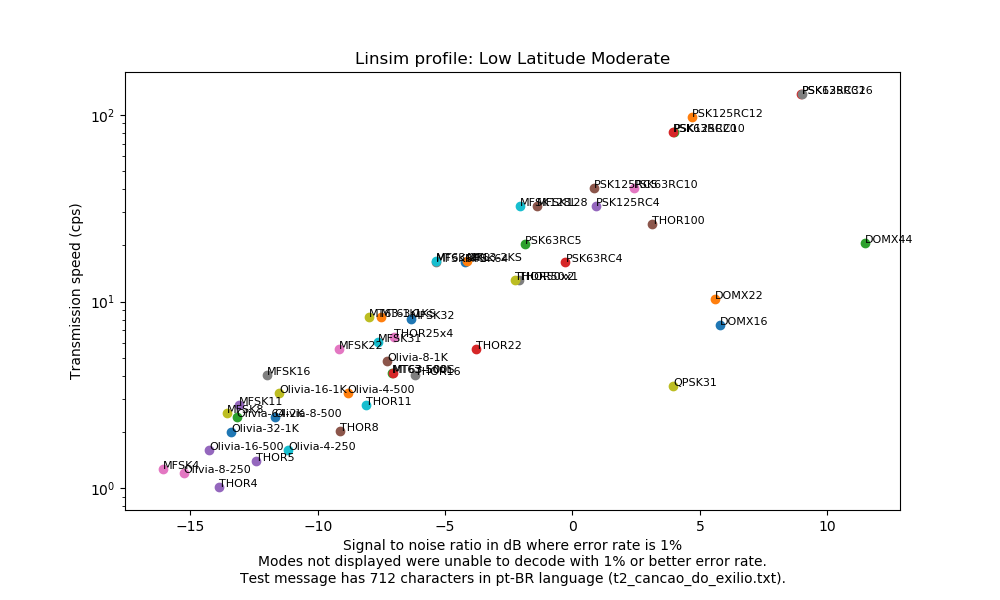 Linsim profile: Low Latitude Moderate
Transmission speed (cps)
10²
10¹
10⁰
PSK125RC12
PSK63RC10
PSK125RC4
THOR100
DOMX44
PSK63RC5
PSK63RC4
DOMX22
DOMX16
MFSK32
THOR25x4
MFSK31
MFSK22
THOR22
Olivia-8-1K
THOR16
QPSK31
MFSK16
Olivia-16-1K
Olivia-4-500
MFSK11
THOR11
MFSK8
Olivia-8-500
Olivia-32-1K
THOR8
Olivia-16-500
Olivia-4-250
THOR5
MFSK4
Olivia-8-250
THOR4
−15
−10
−5
0
5
10
Signal to noise ratio in dB where error rate is 1%
Modes not displayed were unable to decode with 1% or better error rate.
Test message has 712 characters in pt-BR language (t2_cancao_do_exilio.txt).